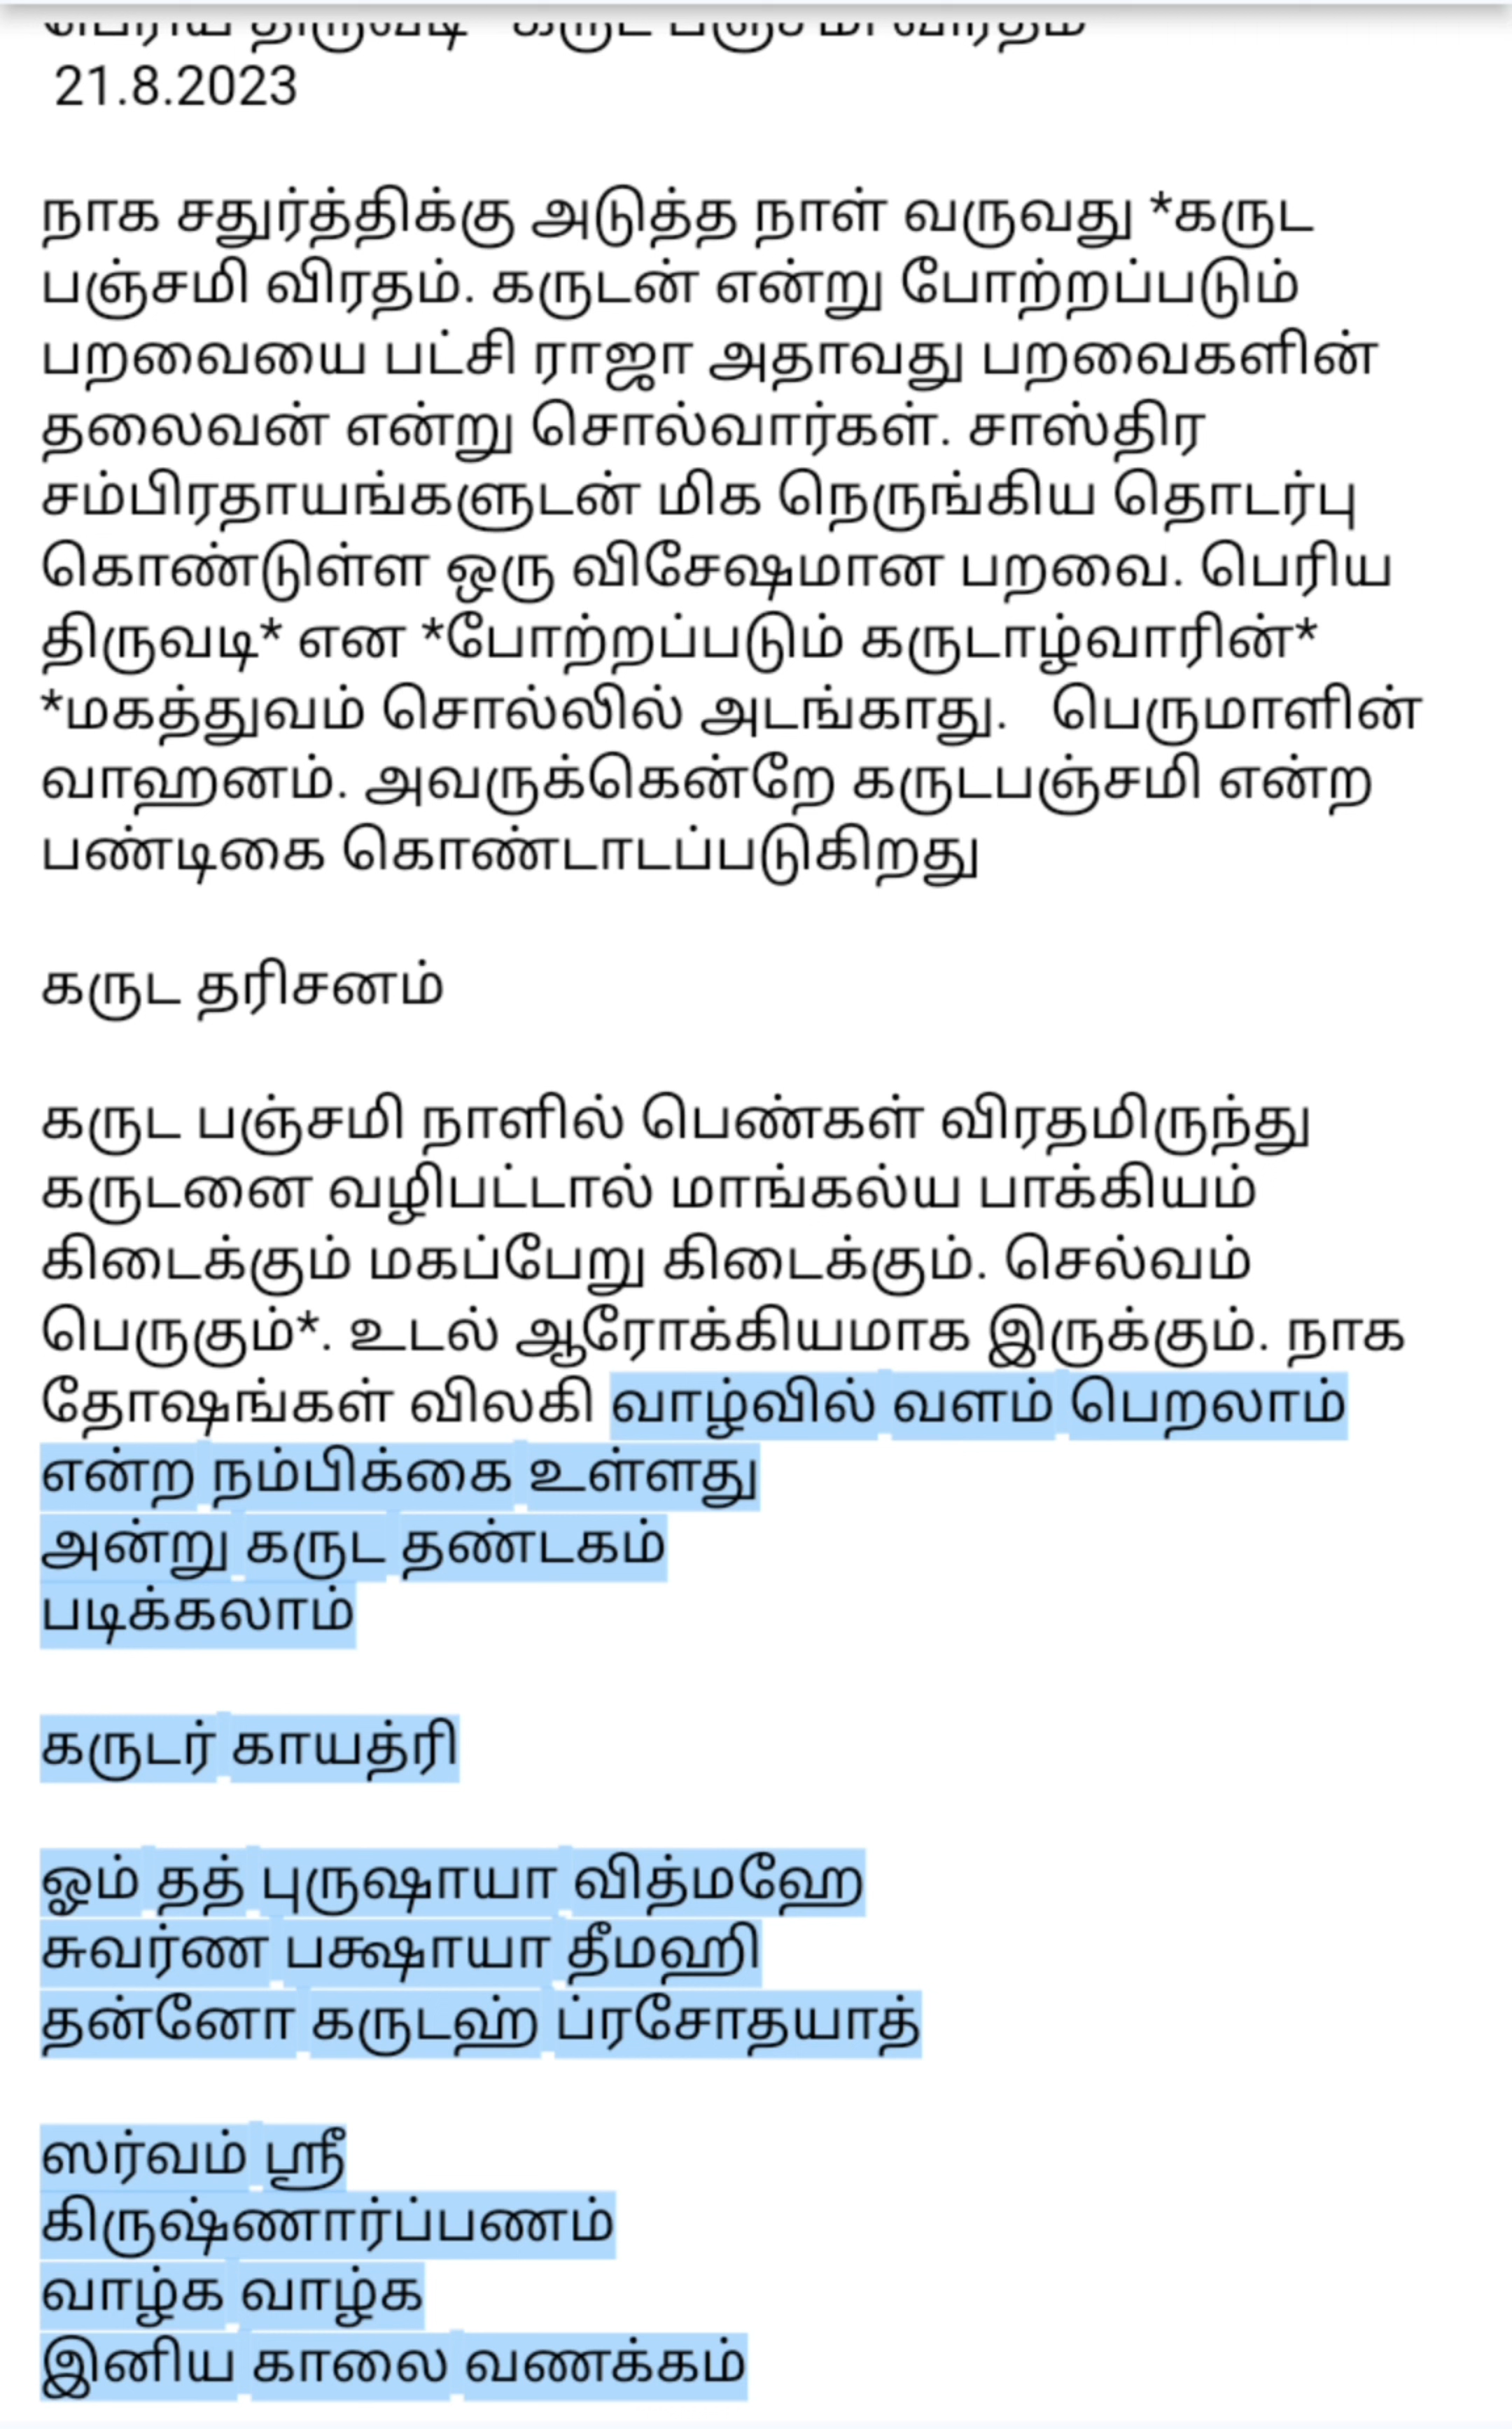 21.8.2023
நாக சதுர்த்திக்கு அடுத்த நாள் வருவது *கருட
பஞ்சமி விரதம். கருடன் என்று போற்றப்படும்
பறவையை பட்சி ராஜா அதாவது பறவைகளின்
தலைவன் என்று சொல்வார்கள். சாஸ்திர
சம்பிரதாயங்களுடன் மிக நெருங்கிய தொடர்பு
கொண்டுள்ள ஒரு விசேஷமான பறவை. பெரிய
திருவடி* என *போற்றப்படும் கருடாழ்வாரின்*
*மகத்துவம் சொல்லில் அடங்காது.   பெருமாளின்
வாஹனம். அவருக்கென்றே கருடபஞ்சமி என்ற
பண்டிகை கொண்டாடப்படுகிறது
கருட தரிசனம்
கருட பஞ்சமி நாளில் பெண்கள் விரதமிருந்து
கருடனை வழிபட்டால் மாங்கல்ய பாக்கியம்
கிடைக்கும் மகப்பேறு கிடைக்கும். செல்வம்
பெருகும்*. உடல் ஆரோக்கியமாக இருக்கும். நாக
தோஷங்கள் விலகி வாழ்வில் வளம் பெறலாம்
என்ற நம்பிக்கை உள்ளது
அன்று கருட தண்டகம்
படிக்கலாம்
கருடர் காயத்ரி
ஓம் தத் புருஷாயா வித்மஹே
சுவர்ண பக்ஷாயா தீமஹி
தன்னோ கருடஹ் ப்ரசோதயாத்
ஸர்வம் ஸ்ரீ
கிருஷ்ணார்ப்பணம்
வாழ்க வாழ்க
இனிய காலை வணக்கம்